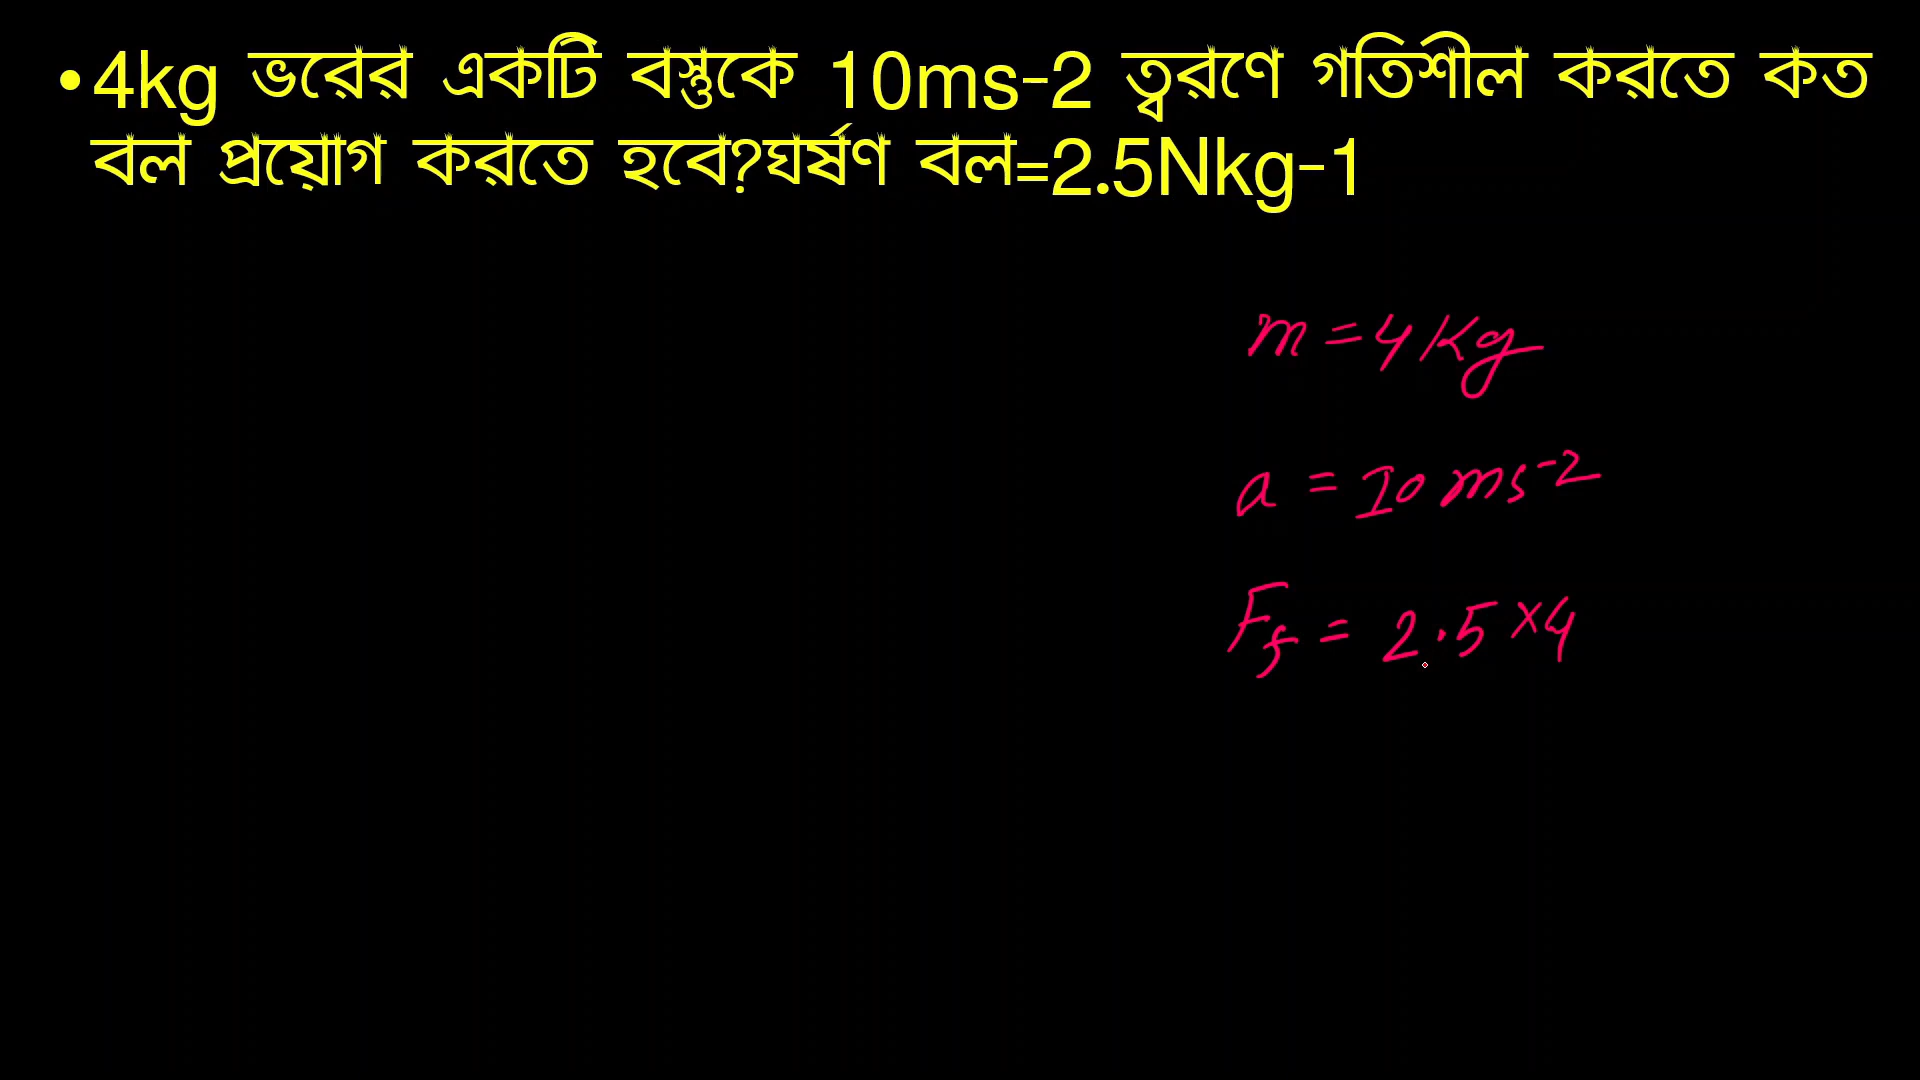 •4kg ভরের একটি বস্তুকে 10ms-2 ত্বরণে গতিশীল করতে কত
বল প্রয়োগ করতে হবে?ঘর্ষণ বল=2.5Nkg-1
m = 4 kg
a = 10 ms⁻²
F_f = 2.5 × 4